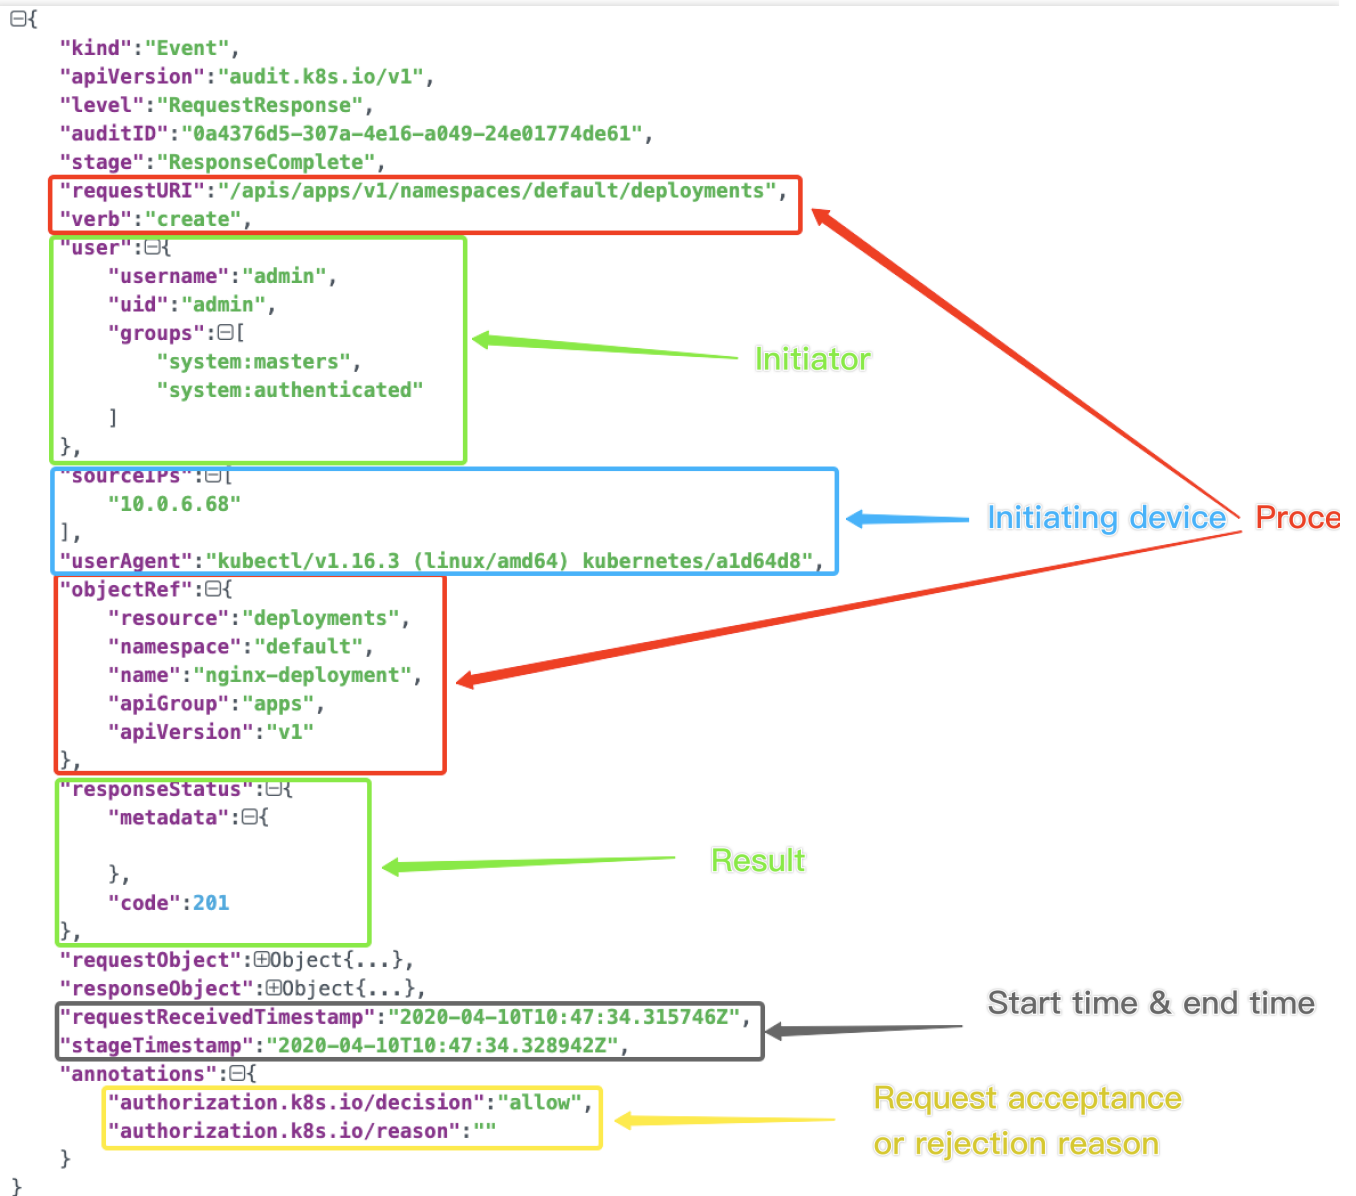 {
"kind":"Event",
"apiVersion":"audit.k8s.io/v1",
"level":"RequestResponse",
"auditID":"0a4376d5-307a-4e16-a049-24e01774de61",
"stage":"ResponseComplete",
"requestURI":"/apis/apps/v1/namespaces/default/deployments",
"verb":"create",
"user":{
"username":"admin",
"uid":"admin",
"groups":[
"system:masters",
Initiator
"system:authenticated"
]
},
"sourceIPs":[
"10.0.6.68"
Initiating device
Proce
],
"userAgent":"kubectl/v1.16.3 (linux/amd64) kubernetes/a1d64d8",
"objectRef":{
"resource":"deployments",
"namespace":"default",
"name":"nginx-deployment",
"apiGroup":"apps",
"apiVersion":"v1"
},
"responseStatus":{
"metadata":{
Result
},
"code":201
},
"requestObject":Object{...},
"responseObject":Object{...},
Start time & end time
"requestReceivedTimestamp":"2020-04-10T10:47:34.315746Z",
"stageTimestamp":"2020-04-10T10:47:34.328942Z",
"annotations":{
"authorization.k8s.io/decision":"allow",
"authorization.k8s.io/reason":""
Request acceptance
or rejection reason
}
}